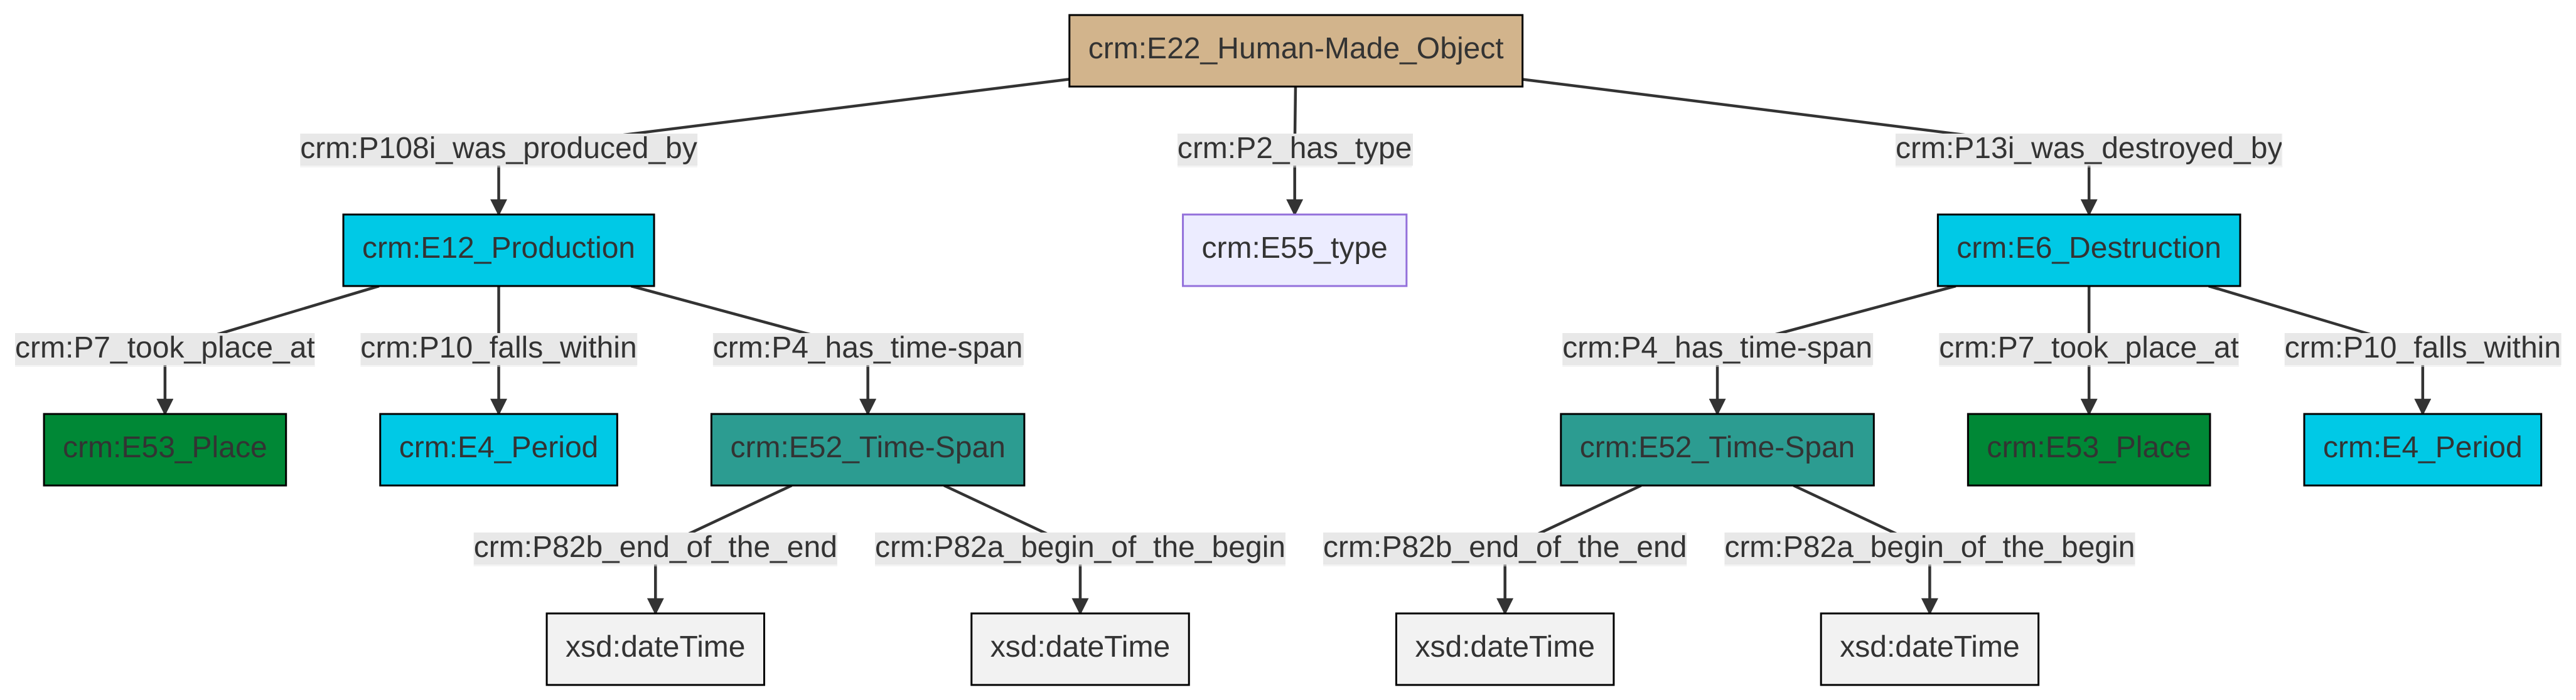 crm:E22_Human-Made_Object
crm:P108i_was_produced_by
crm:P2_has_type
crm:P13i_was_destroyed_by
crm:E12_Production
crm:E55_type
crm:E6_Destruction
crm:P7_took_place_at
crm:P10_falls_within
crm:P4_has_time-span
crm:P4_has_time-span
crm:P7_took_place_at
crm:P10_falls_within
crm:E53_Place
crm:E4_Period
crm:E52_Time-Span
crm:E52_Time-Span
crm:E53_Place
crm:E4_Period
crm:P82b_end_of_the_end
crm:P82a_begin_of_the_begin
crm:P82b_end_of_the_end
crm:P82a_begin_of_the_begin
xsd:dateTime
xsd:dateTime
xsd:dateTime
xsd:dateTime